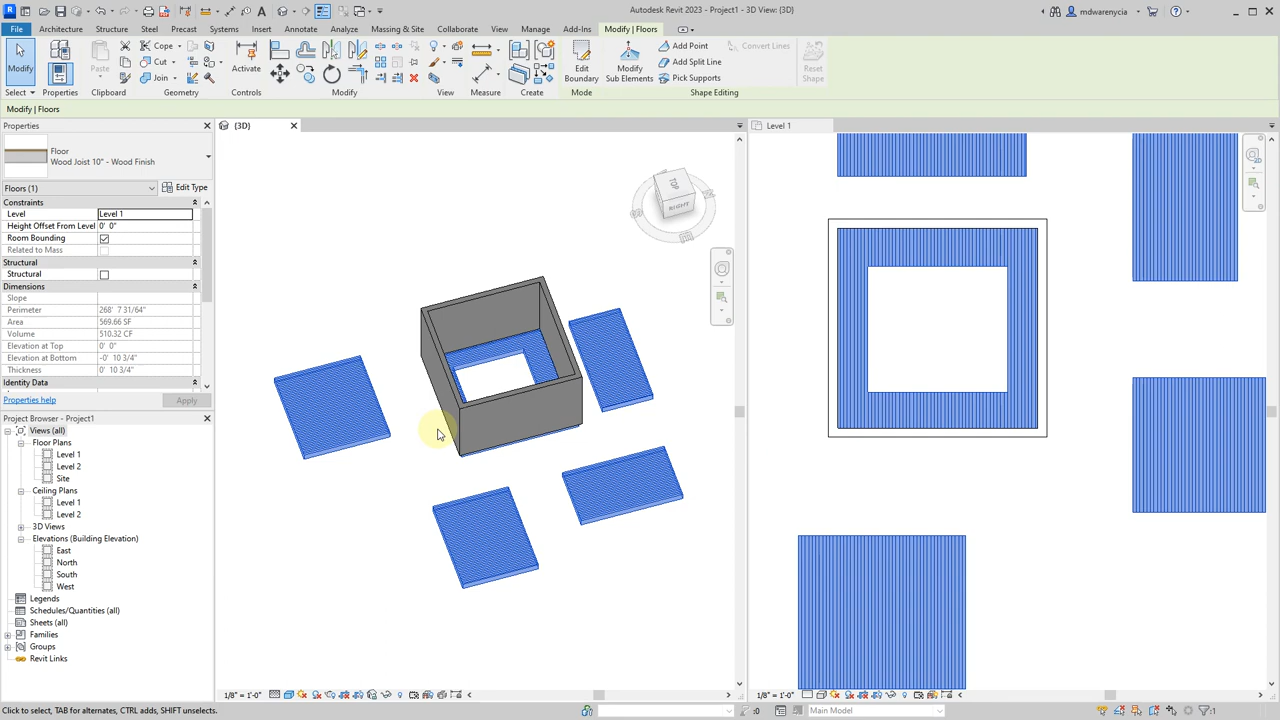 Autodesk Revit 2023 - Project1 - 3D View: {3D}
mdwarenycia
File Architecture Structure Steel Precast Systems Insert Annotate Analyze Massing & Site Collaborate View Manage Add-Ins Modify | Floors
Modify Properties Paste Cope Cut Join Activate Edit Boundary Modify Sub Elements Add Point Add Split Line Pick Supports Convert Lines Reset Shape
Select Properties Clipboard Geometry Controls Modify View Measure Create Mode Shape Editing
Modify | Floors
Properties
{3D}
Level 1
Floor
Wood Joist 10" - Wood Finish
Floors (1) Edit Type
Constraints
Level Level 1
Height Offset From Level 0' 0"
Room Bounding
Related to Mass
Structural
Structural
Dimensions
Slope
Perimeter 268' 7 31/64"
Area 569.66 SF
Volume 510.32 CF
Elevation at Top 0' 0"
Elevation at Bottom -0' 10 3/4"
Thickness 0' 10 3/4"
Identity Data
Properties help Apply
Project Browser - Project1
Views (all)
Floor Plans
Level 1
Level 2
Site
Ceiling Plans
Level 1
Level 2
3D Views
Elevations (Building Elevation)
East
North
South
West
Legends
Schedules/Quantities (all)
Sheets (all)
Families
Groups
Revit Links
TOP
RIGHT
1/8" = 1'-0"
1/8" = 1'-0"
Click to select, TAB for alternates, CTRL adds, SHIFT unselects. :0 Main Model :1